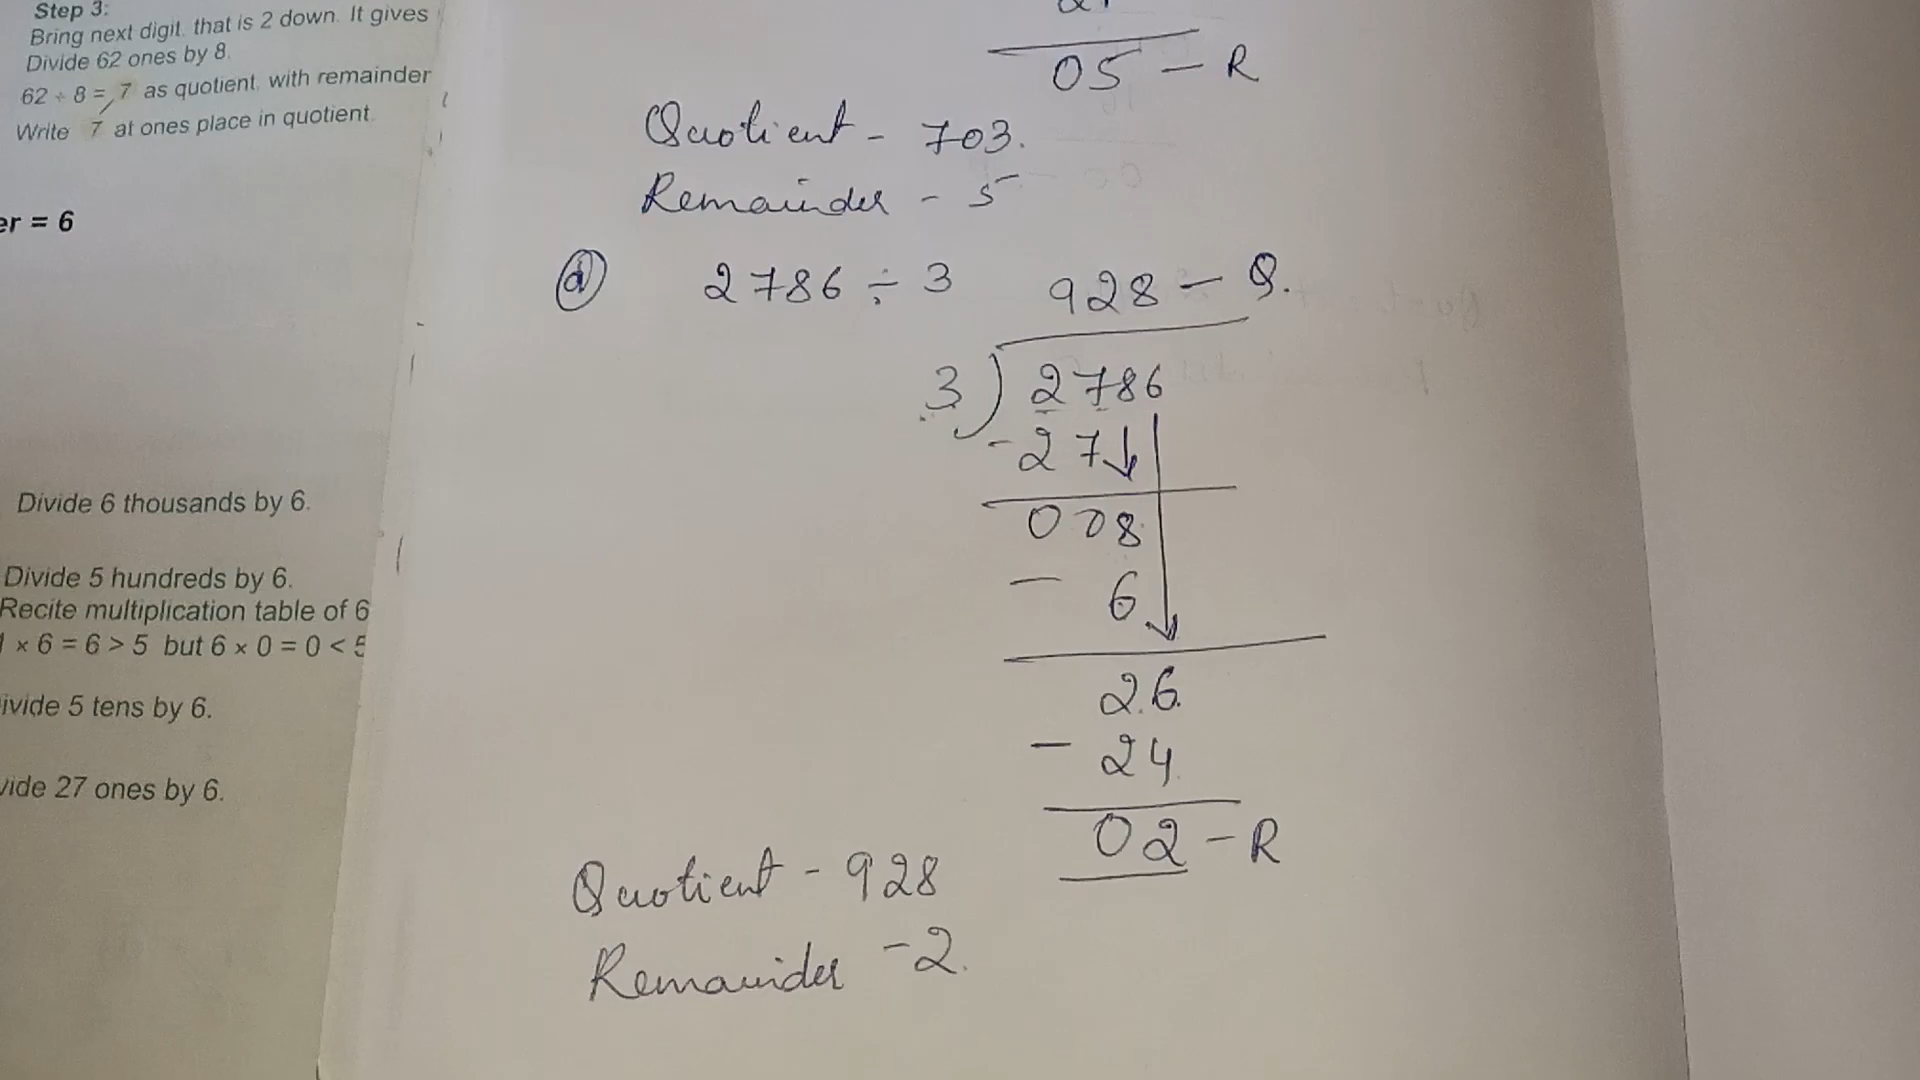 Step 3:
Bring next digit, that is 2 down. It gives
Divide 62 ones by 8.
62 ÷ 8 = 7 as quotient, with remainder
Write 7 at ones place in quotient.
er = 6
Divide 6 thousands by 6.
Divide 5 hundreds by 6.
Recite multiplication table of 6
1 × 6 = 6 > 5 but 6 × 0 = 0 < 5
ivide 5 tens by 6.
vide 27 ones by 6.
05 - R
Quotient - 703.
Remainder - 5
(d) 2786 ÷ 3
928 - Q.
3) 2786
- 27
008
- 6
26
- 24
02 - R
Quotient - 928
Remainder - 2.